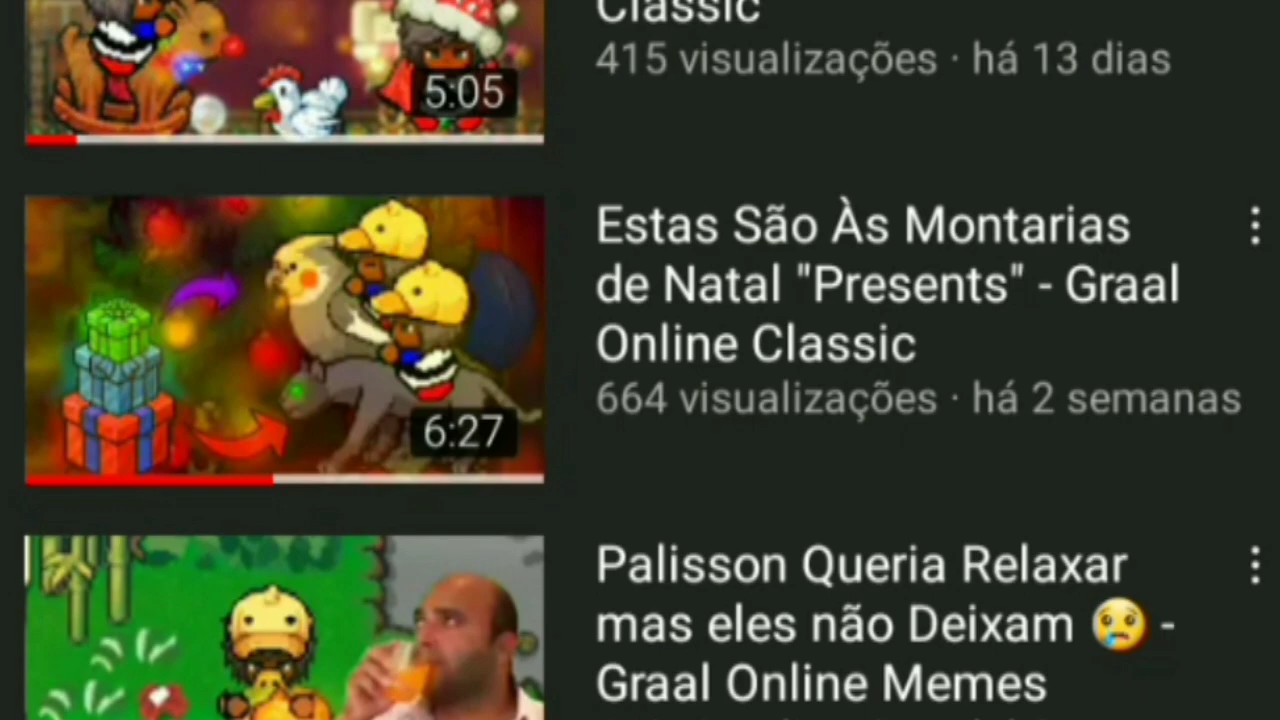 Classic
415 visualizações · há 13 dias
5:05
Estas São Às Montarias
de Natal "Presents" - Graal
Online Classic
664 visualizações · há 2 semanas
6:27
Palisson Queria Relaxar
mas eles não Deixam 😢 -
Graal Online Memes